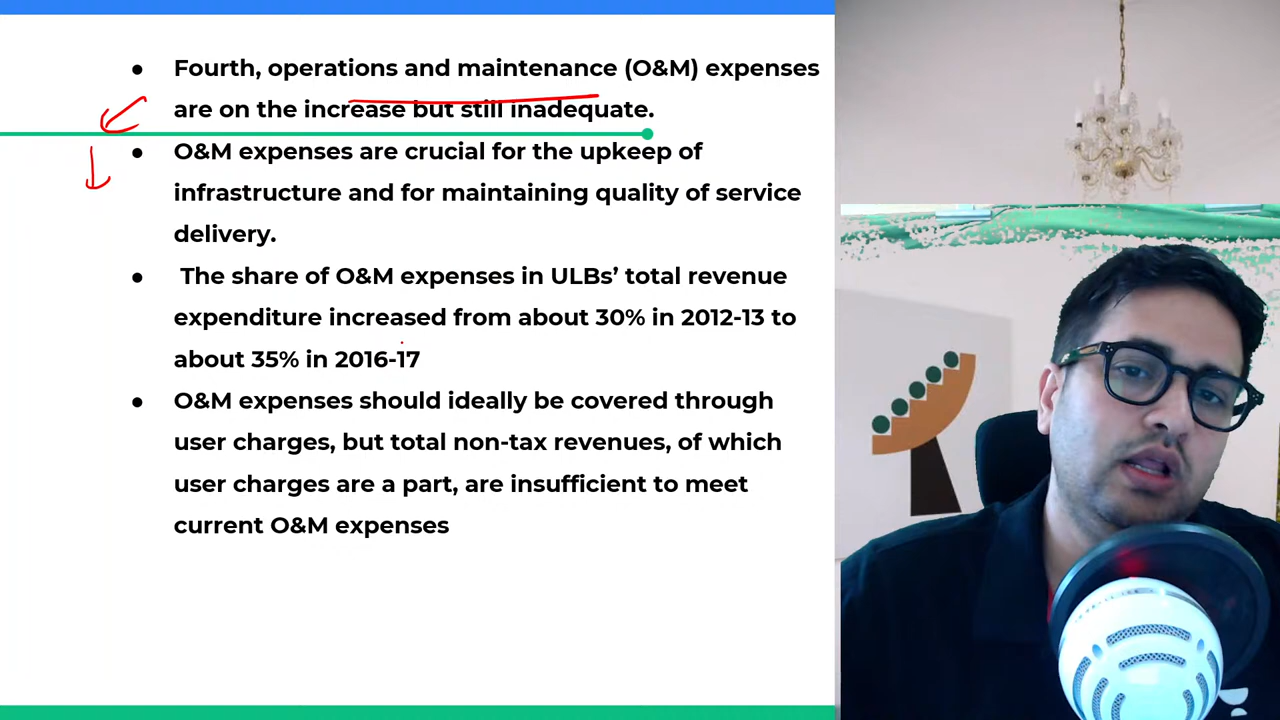 ● Fourth, operations and maintenance (O&M) expenses
are on the increase but still inadequate.
● O&M expenses are crucial for the upkeep of
infrastructure and for maintaining quality of service
delivery.
● The share of O&M expenses in ULBs’ total revenue
expenditure increased from about 30% in 2012-13 to
about 35% in 2016-17
● O&M expenses should ideally be covered through
user charges, but total non-tax revenues, of which
user charges are a part, are insufficient to meet
current O&M expenses